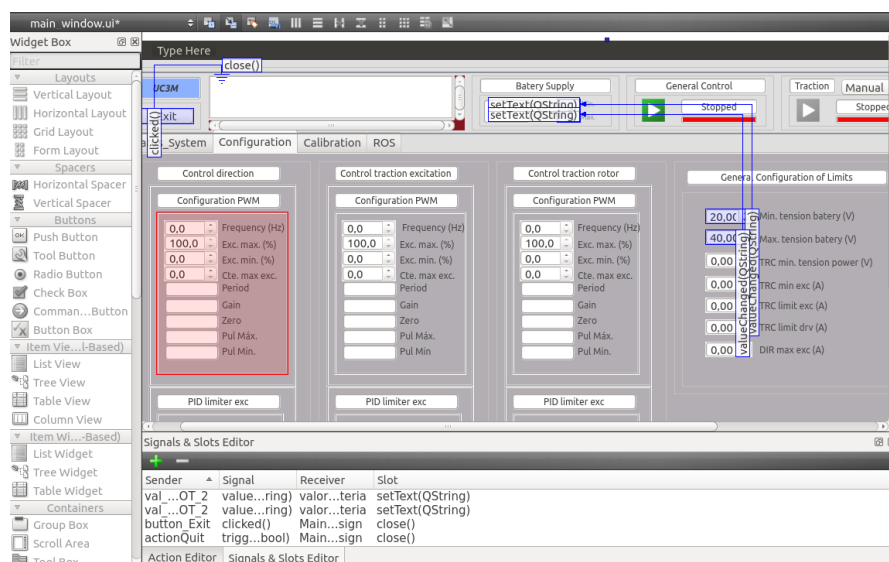 main_window.ui*
Widget Box
Filter
Layouts
Vertical Layout
Horizontal Layout
Grid Layout
Form Layout
Spacers
Horizontal Spacer
Vertical Spacer
Buttons
Push Button
Tool Button
Radio Button
Check Box
Comman...Button
Button Box
Item Vie...l-Based)
List View
Tree View
Table View
Column View
Item Wi...-Based)
List Widget
Tree Widget
Table Widget
Containers
Group Box
Scroll Area
Tool Box
Type Here
close()
UC3M
xit
clicked()
Batery Supply
setText(QString)
setText(QString)
General Control
Stopped
Traction
Manual
Stopped
_System
Configuration
Calibration
ROS
Control direction
Configuration PWM
0,0 Frequency (Hz)
100,0 Exc. max. (%)
0,0 Exc. min. (%)
0,0 Cte. max exc.
Period
Gain
Zero
Pul Máx.
Pul Min.
PID limiter exc
Control traction excitation
Configuration PWM
0,0 Frequency (Hz)
100,0 Exc. max. (%)
0,0 Exc. min. (%)
0,0 Cte. max exc.
Period
Gain
Zero
Pul Máx.
Pul Min
PID limiter exc
Control traction rotor
Configuration PWM
0,0 Frequency (Hz)
100,0 Exc. max. (%)
0,0 Exc. min. (%)
0,0 Cte. max exc.
Period
Gain
Zero
Pul Máx.
Pul Min.
PID limiter exc
General Configuration of Limits
20,00 Min. tension batery (V)
40,00 Max. tension batery (V)
0,00 TRC min. tension power (V)
0,00 TRC min exc (A)
0,00 TRC limit exc (A)
0,00 TRC limit drv (A)
0,00 DIR max exc (A)
valueChanged(QString)
valueChanged(QString)
Signals & Slots Editor
Sender Signal Receiver Slot
val_...OT_2 value...ring) valor...teria setText(QString)
val_...OT_2 value...ring) valor...teria setText(QString)
button_Exit clicked() Main...sign close()
actionQuit trigg...bool) Main...sign close()
Action Editor Signals & Slots Editor